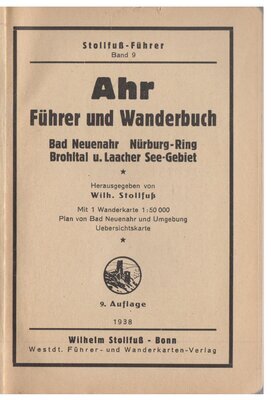 Stollfuß-Führer
Band 9
Ahr
Führer und Wanderbuch
Bad Neuenahr Nürburg-Ring
Brohltal u. Laacher See-Gebiet
Herausgegeben von
Wilh. Stollfuß
Mit 1 Wanderkarte 1:50 000
Plan von Bad Neuenahr und Umgebung
Uebersichtskarte
9. Auflage
1938
Wilhelm Stollfuß - Bonn
Westdt. Führer- und Wanderkarten-Verlag